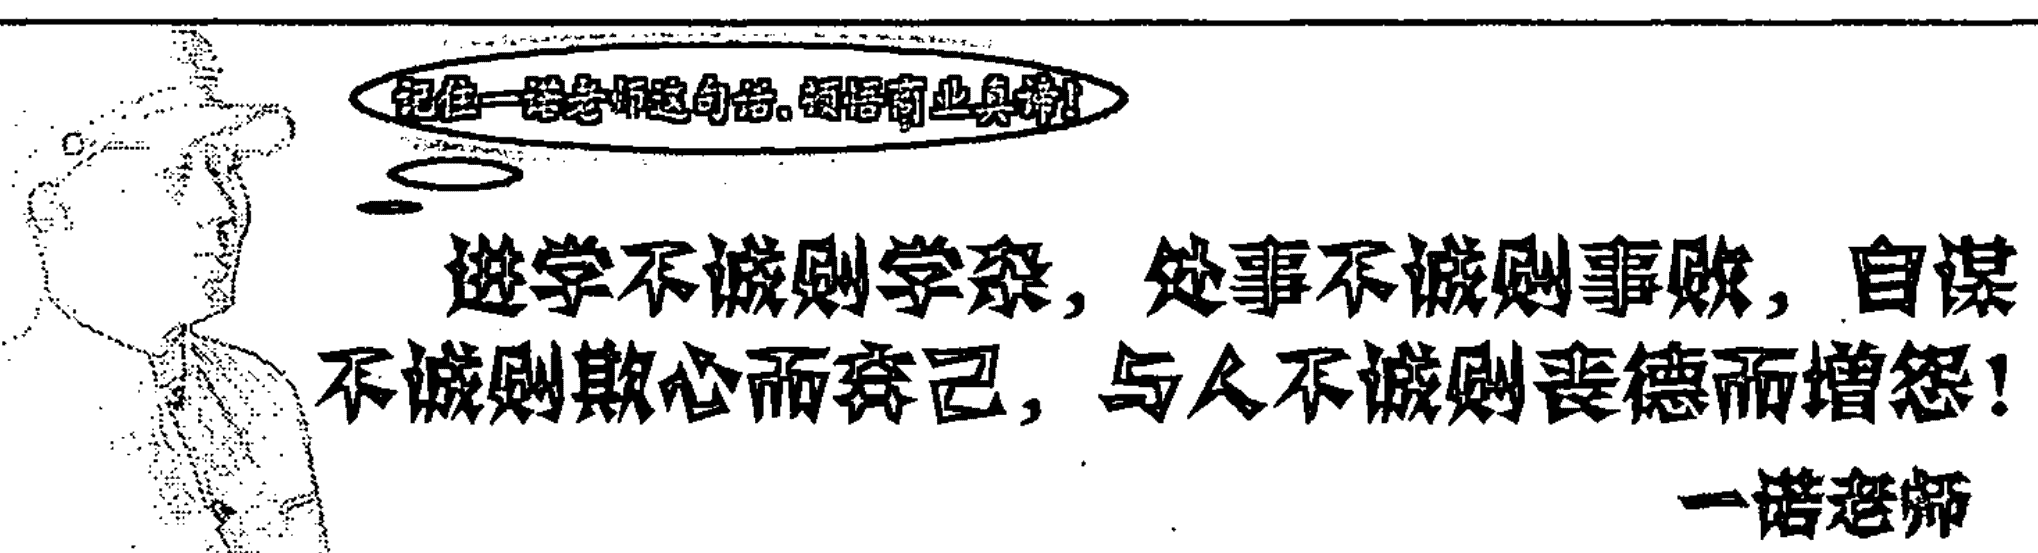 记住一诺老师这句话.顿悟商业真谛!
进学不诚则学杂，处事不诚则事败，自谋
不诚则欺心而弃己，与人不诚则丧德而增怨！
一诺老师